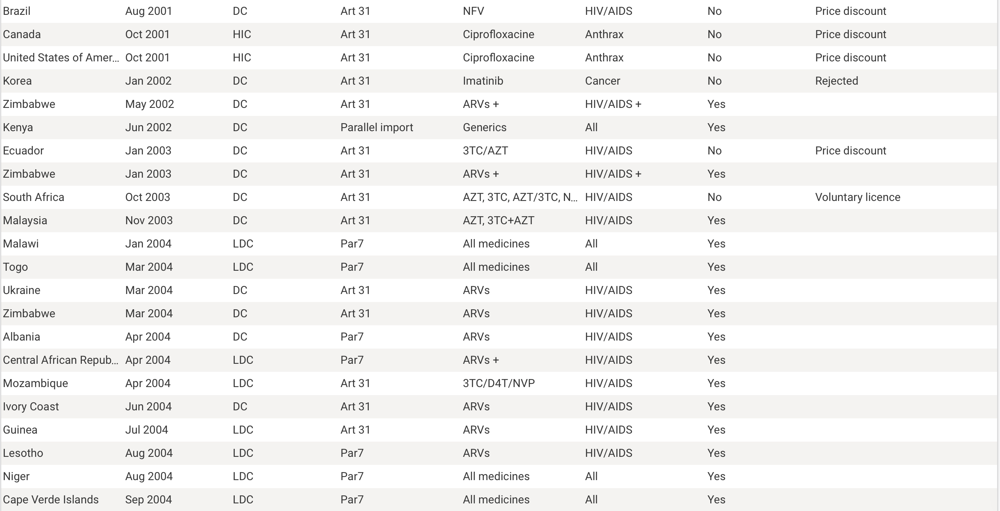 Brazil Aug 2001 DC Art 31 NFV HIV/AIDS No Price discount
Canada Oct 2001 HIC Art 31 Ciprofloxacine Anthrax No Price discount
United States of Amer... Oct 2001 HIC Art 31 Ciprofloxacine Anthrax No Price discount
Korea Jan 2002 DC Art 31 Imatinib Cancer No Rejected
Zimbabwe May 2002 DC Art 31 ARVs + HIV/AIDS + Yes
Kenya Jun 2002 DC Parallel import Generics All Yes
Ecuador Jan 2003 DC Art 31 3TC/AZT HIV/AIDS No Price discount
Zimbabwe Jan 2003 DC Art 31 ARVs + HIV/AIDS + Yes
South Africa Oct 2003 DC Art 31 AZT, 3TC, AZT/3TC, N... HIV/AIDS No Voluntary licence
Malaysia Nov 2003 DC Art 31 AZT, 3TC+AZT HIV/AIDS Yes
Malawi Jan 2004 LDC Par7 All medicines All Yes
Togo Mar 2004 LDC Par7 All medicines All Yes
Ukraine Mar 2004 DC Art 31 ARVs HIV/AIDS Yes
Zimbabwe Mar 2004 DC Art 31 ARVs HIV/AIDS Yes
Albania Apr 2004 DC Par7 ARVs HIV/AIDS Yes
Central African Repub... Apr 2004 LDC Par7 ARVs + HIV/AIDS Yes
Mozambique Apr 2004 LDC Art 31 3TC/D4T/NVP HIV/AIDS Yes
Ivory Coast Jun 2004 DC Art 31 ARVs HIV/AIDS Yes
Guinea Jul 2004 LDC Art 31 ARVs HIV/AIDS Yes
Lesotho Aug 2004 LDC Par7 ARVs HIV/AIDS Yes
Niger Aug 2004 LDC Par7 All medicines All Yes
Cape Verde Islands Sep 2004 LDC Par7 All medicines All Yes